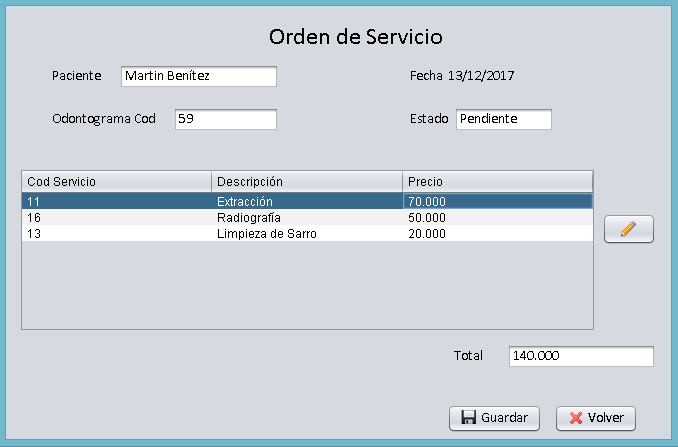 Orden de Servicio
Paciente Martin Benítez Fecha 13/12/2017
Odontograma Cod 59 Estado Pendiente
Cod Servicio Descripción Precio
11 Extracción 70.000
16 Radiografía 50.000
13 Limpieza de Sarro 20.000
Total 140.000
Guardar Volver